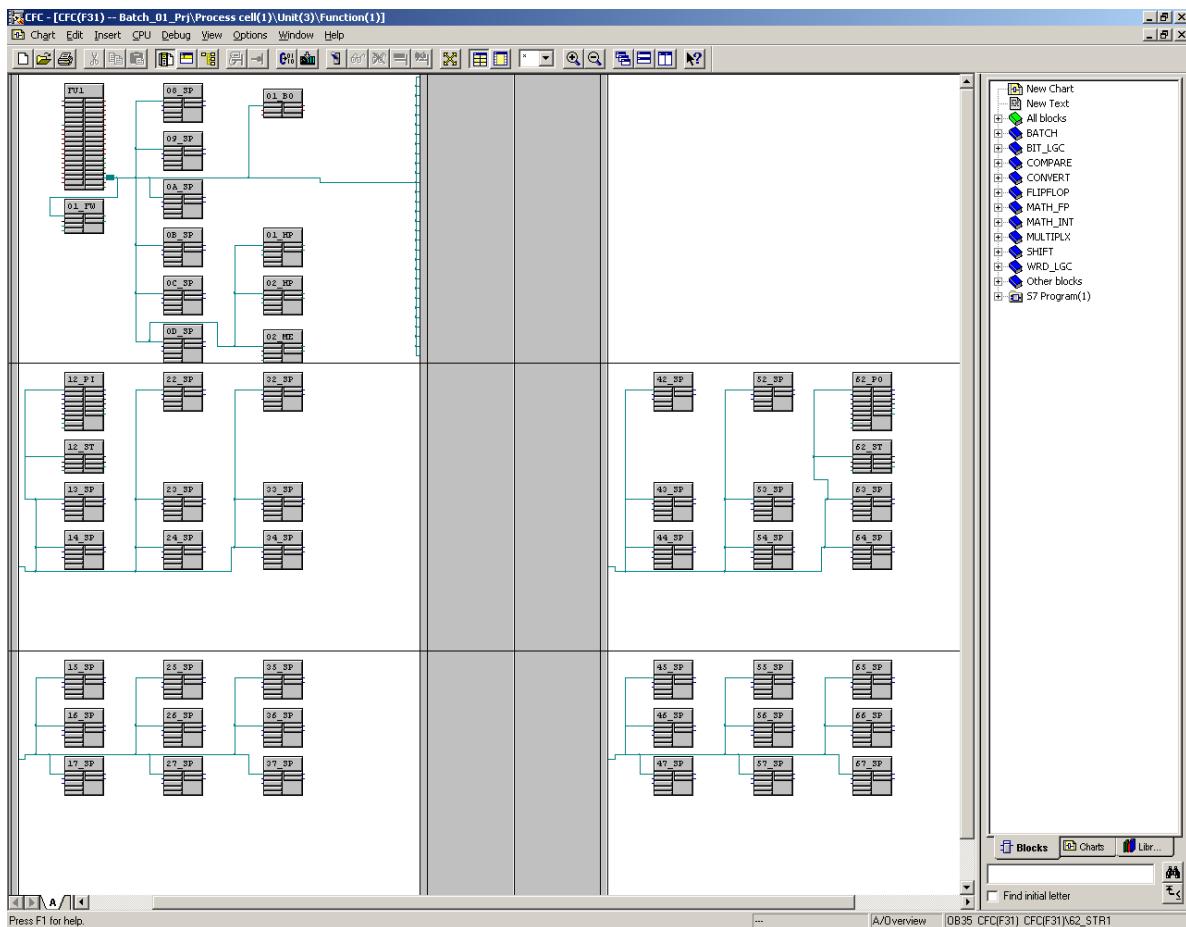 CFC - [CFC(F31) -- Batch_01_Prj\Process cell(1)\Unit(3)\Function(1)]
Chart Edit Insert CPU Debug View Options Window Help
FU1 08_SP 01_BO
09_SP
0A_SP
01_FW
0B_SP 01_HP
0C_SP 02_HP
0D_SP 02_ME
12_PI 22_SP 32_SP 42_SP 52_SP 62_PO
12_ST 62_ST
13_SP 23_SP 33_SP 43_SP 53_SP 63_SP
14_SP 24_SP 34_SP 44_SP 54_SP 64_SP
15_SP 25_SP 35_SP 45_SP 55_SP 65_SP
16_SP 26_SP 36_SP 46_SP 56_SP 66_SP
17_SP 27_SP 37_SP 47_SP 57_SP 67_SP
New Chart
New Text
All blocks
BATCH
BIT_LGC
COMPARE
CONVERT
FLIPFLOP
MATH_FP
MATH_INT
MULTIPLX
SHIFT
WRD_LGC
Other blocks
S7 Program(1)
Blocks Charts Libr...
Find initial letter
A
Press F1 for help. --- A/Overview OB35 CFC(F31) CFC(F31)\62_STR1